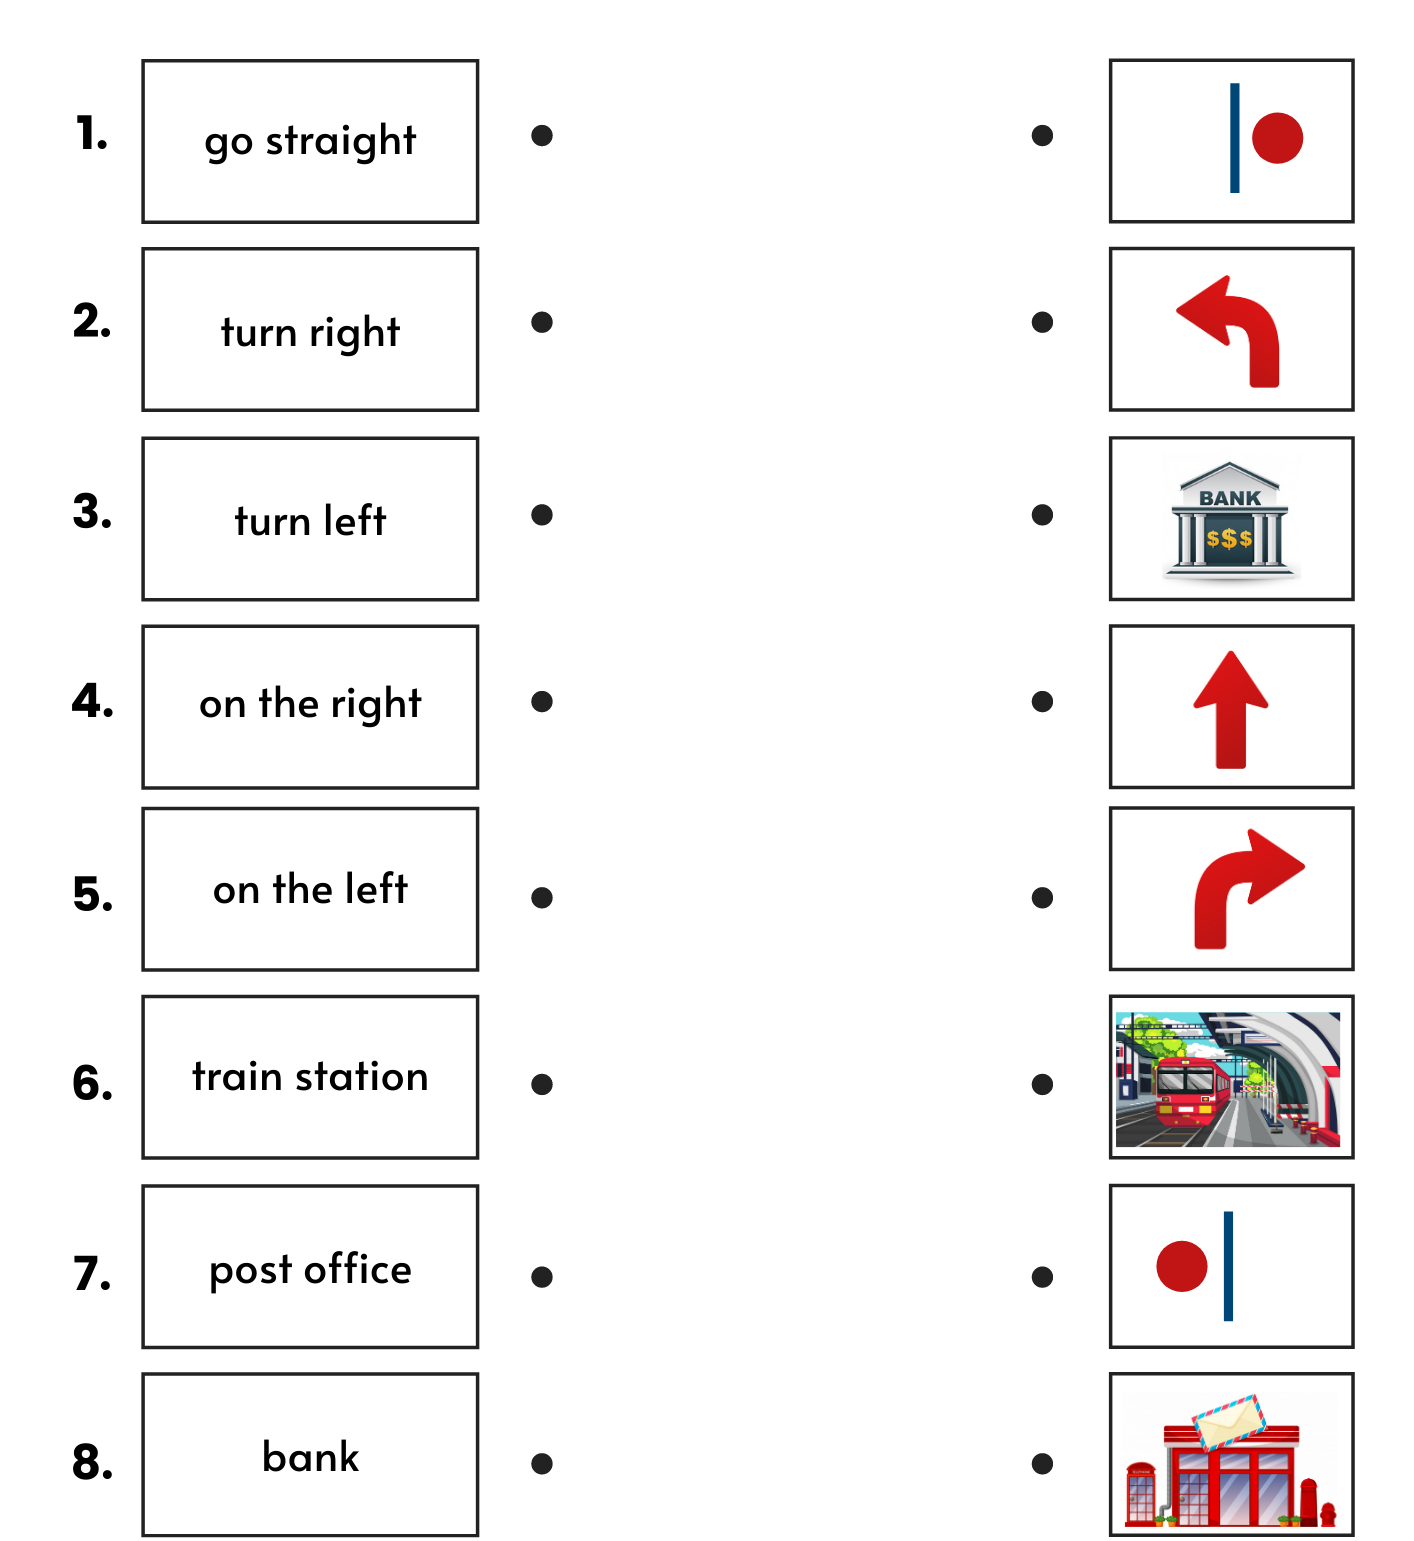 1. go straight
2. turn right
3. turn left
BANK
$$$
4. on the right
5. on the left
6. train station
7. post office
8. bank